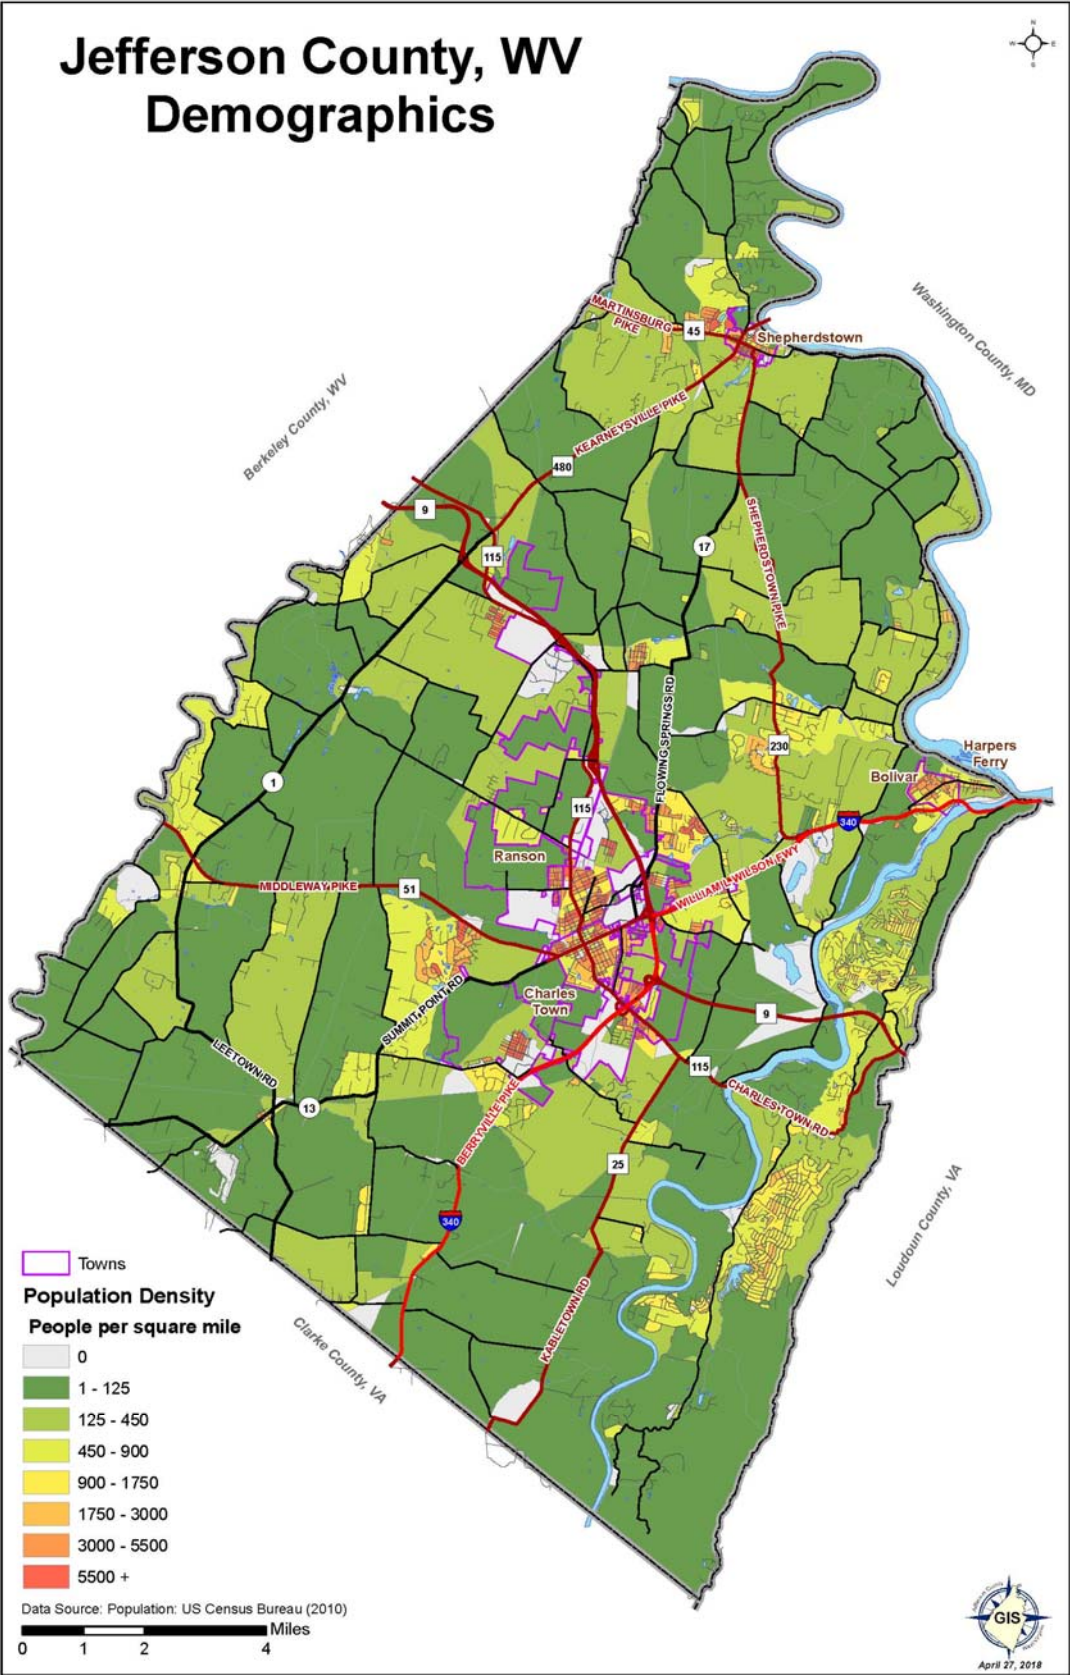 Jefferson County, WV
Demographics
N
W
E
S
Washington County, MD
MARTINSBURG
PIKE
45
Shepherdstown
Berkeley County, WV
KEARNEYSVILLE PIKE
480
9
115
17
SHEPHERDSTOWN PIKE
FLOWING SPRINGS RD
230
Harpers
Ferry
Bolivar
1
115
340
Ranson
WILLIAM L WILSON FWY
MIDDLEWAY PIKE
51
SUMMIT POINT RD
Charles
Town
9
LEETOWN RD
115
CHARLES TOWN RD
13
BERRYVILLE PIKE
25
340
Loudoun County, VA
KABLETOWN RD
Clarke County, VA
Towns
Population Density
People per square mile
0
1 - 125
125 - 450
450 - 900
900 - 1750
1750 - 3000
3000 - 5500
5500 +
Data Source: Population: US Census Bureau (2010)
Miles
0 1 2 4
GIS
April 27, 2018